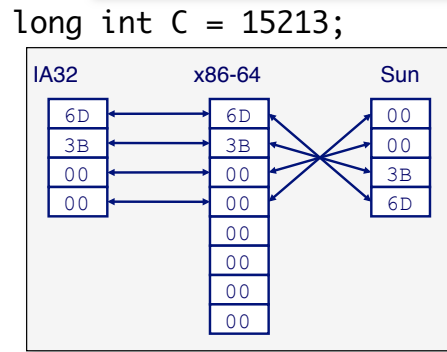 long int C = 15213;
IA32 x86-64 Sun
6D 6D 00
3B 3B 00
00 00 3B
00 00 6D
00
00
00
00